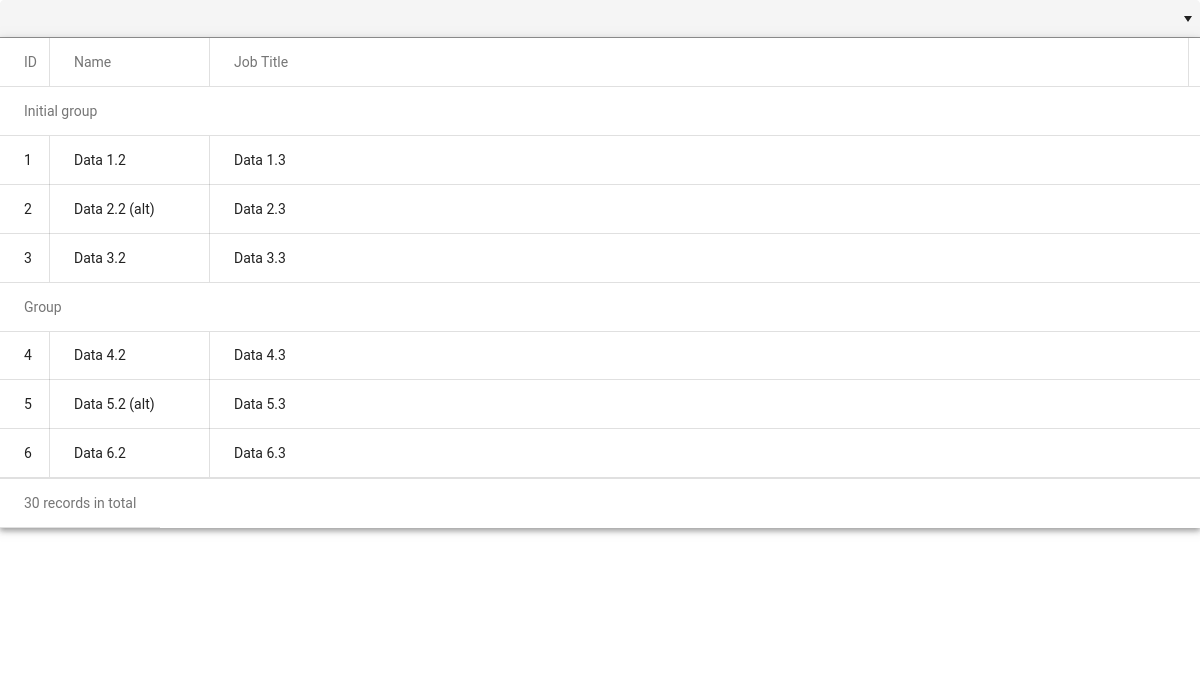 ID Name Job Title
Initial group
1 Data 1.2 Data 1.3
2 Data 2.2 (alt) Data 2.3
3 Data 3.2 Data 3.3
Group
4 Data 4.2 Data 4.3
5 Data 5.2 (alt) Data 5.3
6 Data 6.2 Data 6.3
30 records in total